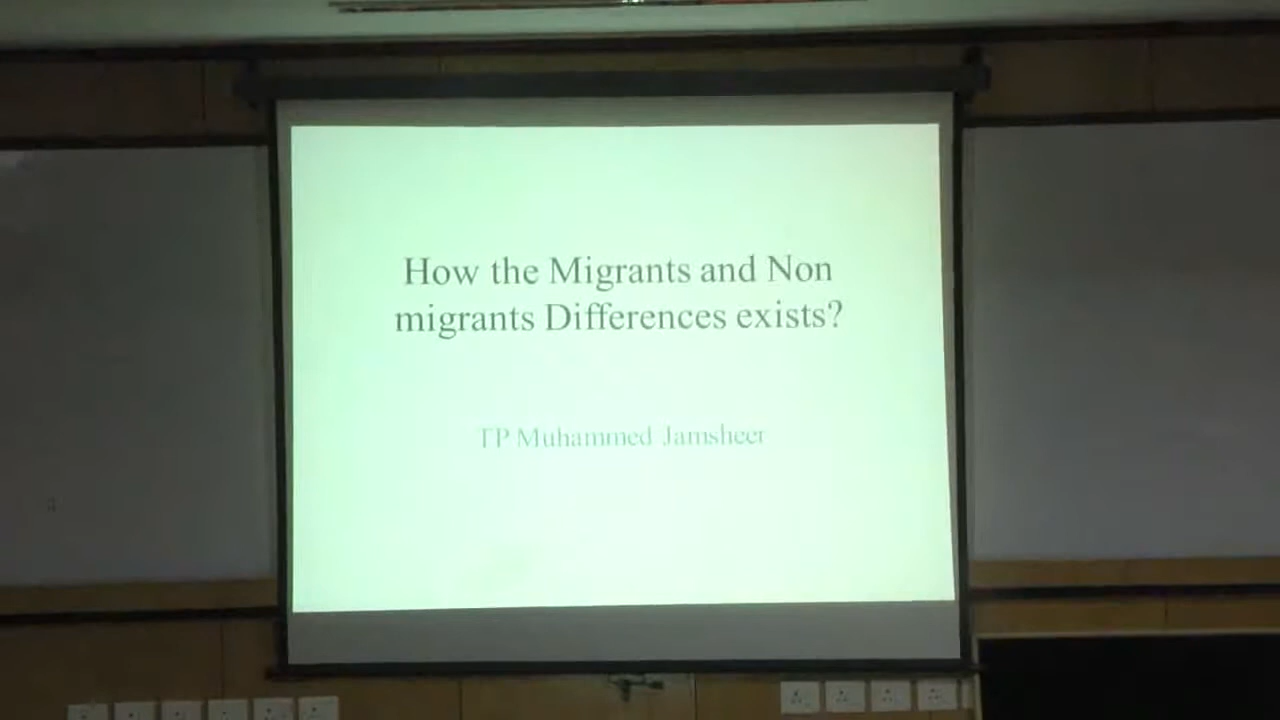 How the Migrants and Non
migrants Differences exists?
TP Muhammed Jamsheer